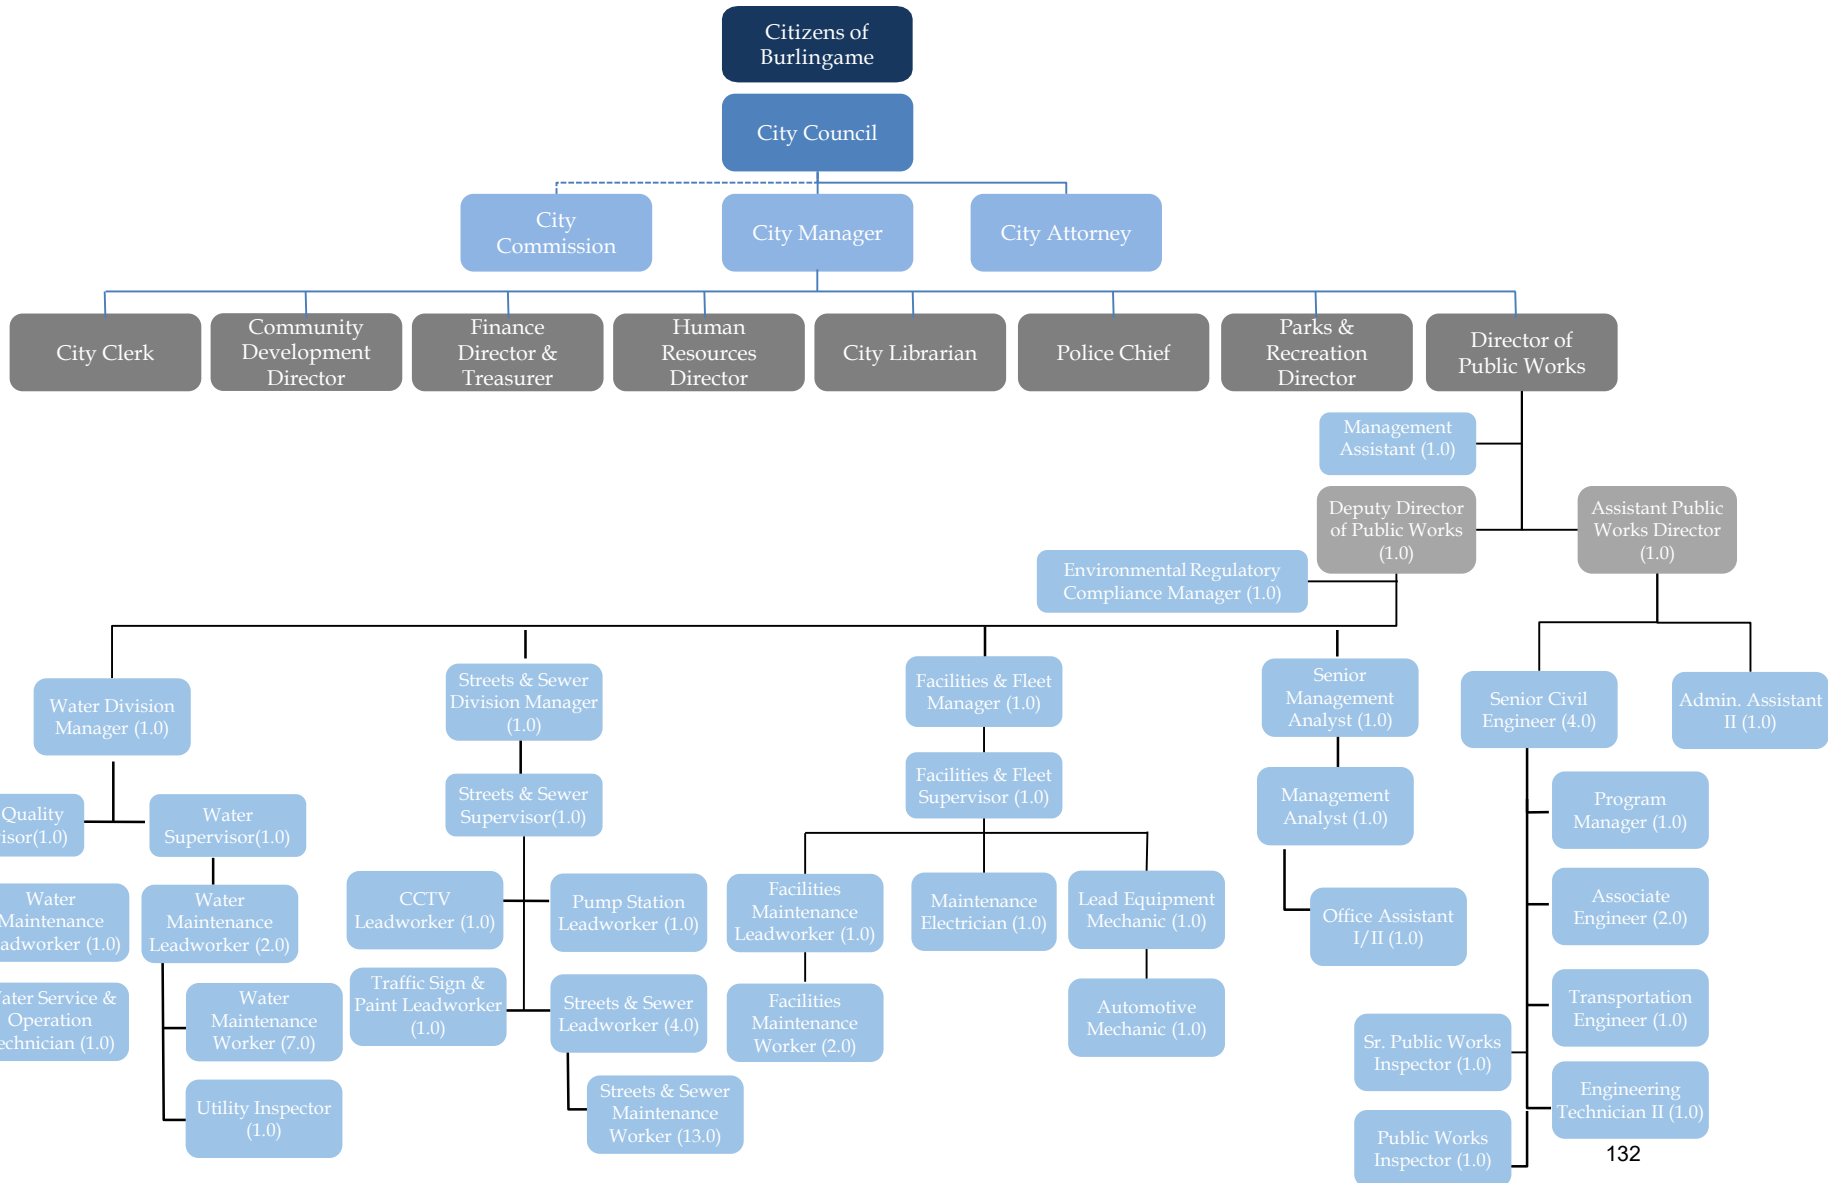 Citizens of
Burlingame
City Council
City
Commission
City Manager
City Attorney
City Clerk
Community
Development
Director
Finance
Director &
Treasurer
Human
Resources
Director
City Librarian
Police Chief
Parks &
Recreation
Director
Director of
Public Works
Management
Assistant (1.0)
Deputy Director
of Public Works
(1.0)
Assistant Public
Works Director
(1.0)
Environmental Regulatory
Compliance Manager (1.0)
Water Division
Manager (1.0)
Streets & Sewer
Division Manager
(1.0)
Facilities & Fleet
Manager (1.0)
Senior
Management
Analyst (1.0)
Senior Civil
Engineer (4.0)
Admin. Assistant
II (1.0)
Quality
isor(1.0)
Water
Supervisor(1.0)
Streets & Sewer
Supervisor(1.0)
Facilities & Fleet
Supervisor (1.0)
Management
Analyst (1.0)
Program
Manager (1.0)
Water
Maintenance
adworker (1.0)
Water
Maintenance
Leadworker (2.0)
CCTV
Leadworker (1.0)
Pump Station
Leadworker (1.0)
Facilities
Maintenance
Leadworker (1.0)
Maintenance
Electrician (1.0)
Lead Equipment
Mechanic (1.0)
Office Assistant
I/II (1.0)
Associate
Engineer (2.0)
ater Service &
Operation
echnician (1.0)
Water
Maintenance
Worker (7.0)
Traffic Sign &
Paint Leadworker
(1.0)
Streets & Sewer
Leadworker (4.0)
Facilities
Maintenance
Worker (2.0)
Automotive
Mechanic (1.0)
Transportation
Engineer (1.0)
Sr. Public Works
Inspector (1.0)
Utility Inspector
(1.0)
Streets & Sewer
Maintenance
Worker (13.0)
Engineering
Technician II (1.0)
Public Works
Inspector (1.0)
132